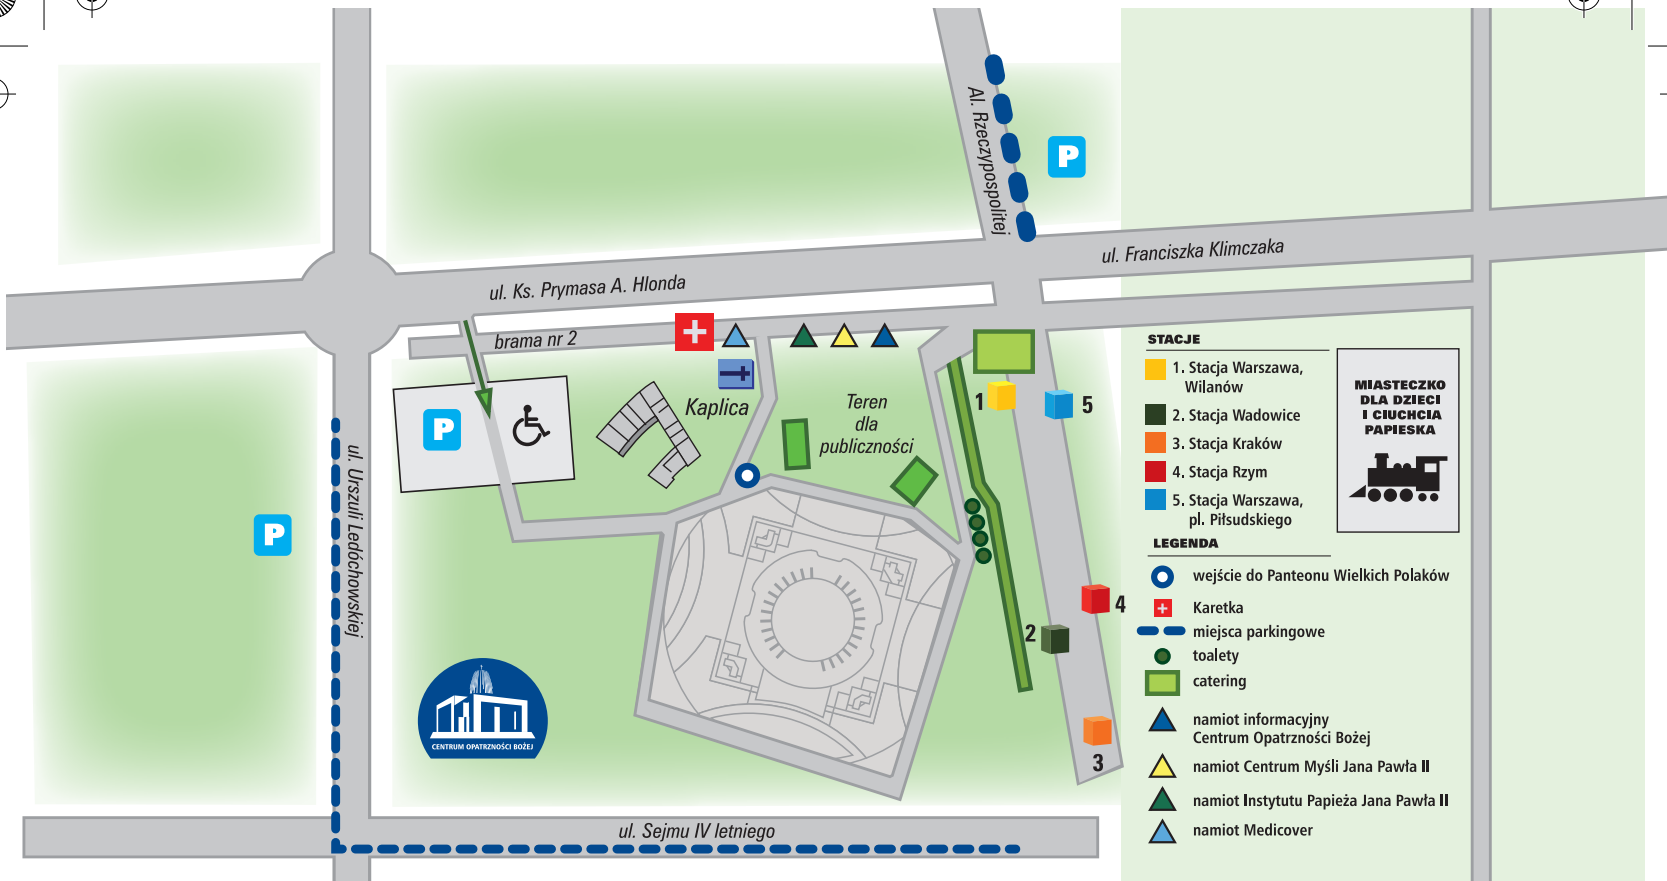 P
Al. Rzeczypospolitej
ul. Franciszka Klimczaka
ul. Ks. Prymasa A. Hlonda
brama nr 2
Kaplica
Teren
dla
publiczności
P
P
ul. Urszuli Ledóchowskiej
1
5
4
2
3
CENTRUM OPATRZNOŚCI BOŻEJ
ul. Sejmu IV letniego
STACJE
1. Stacja Warszawa,
Wilanów
2. Stacja Wadowice
3. Stacja Kraków
4. Stacja Rzym
5. Stacja Warszawa,
pl. Piłsudskiego
MIASTECZKO
DLA DZIECI
I CIUCHCIA
PAPIESKA
LEGENDA
wejście do Panteonu Wielkich Polaków
Karetka
miejsca parkingowe
toalety
catering
namiot informacyjny
Centrum Opatrzności Bożej
namiot Centrum Myśli Jana Pawła II
namiot Instytutu Papieża Jana Pawła II
namiot Medicover